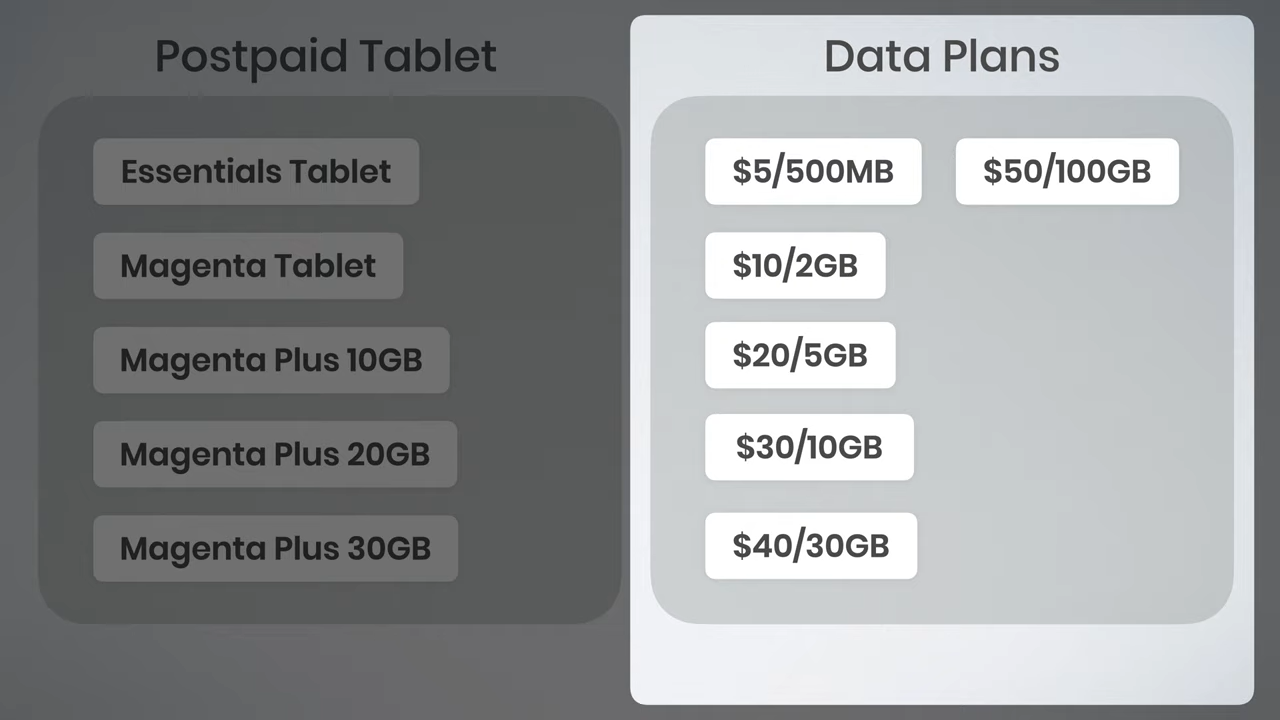 Postpaid Tablet
Essentials Tablet
Magenta Tablet
Magenta Plus 10GB
Magenta Plus 20GB
Magenta Plus 30GB
Data Plans
$5/500MB
$50/100GB
$10/2GB
$20/5GB
$30/10GB
$40/30GB